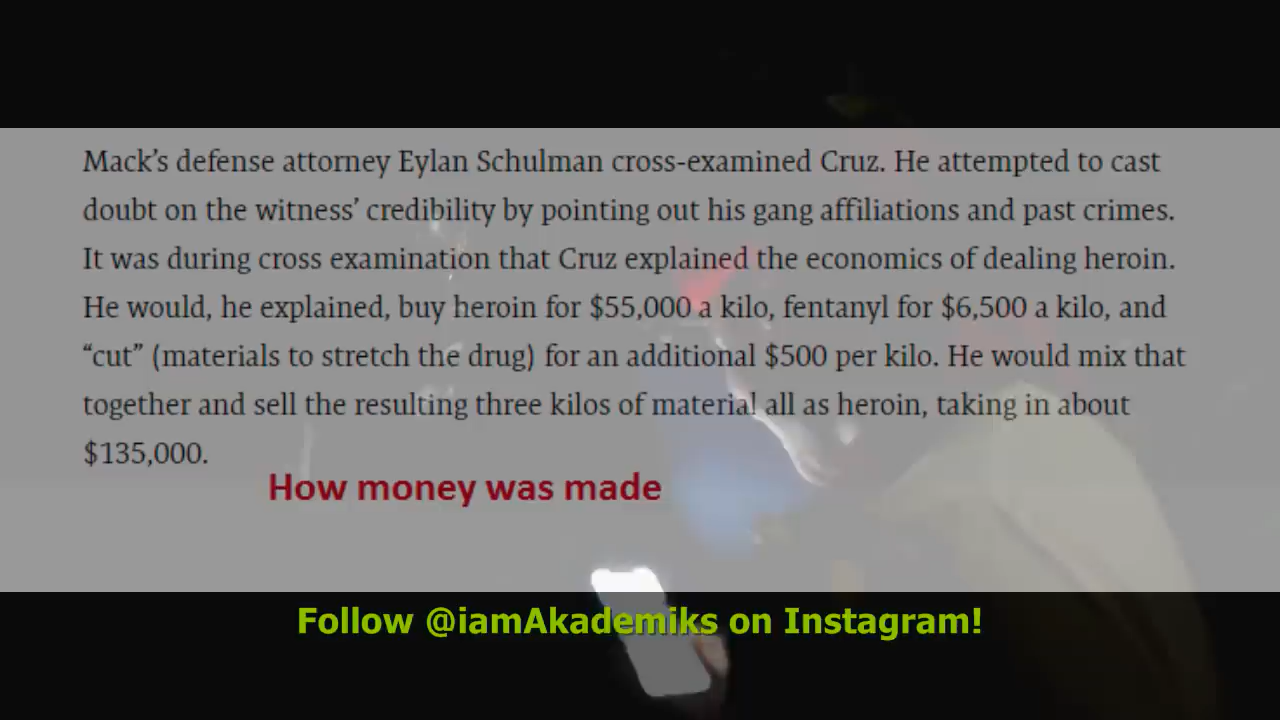 Mack’s defense attorney Eylan Schulman cross-examined Cruz. He attempted to cast
doubt on the witness’ credibility by pointing out his gang affiliations and past crimes.
It was during cross examination that Cruz explained the economics of dealing heroin.
He would, he explained, buy heroin for $55,000 a kilo, fentanyl for $6,500 a kilo, and
“cut” (materials to stretch the drug) for an additional $500 per kilo. He would mix that
together and sell the resulting three kilos of material all as heroin, taking in about
$135,000.
How money was made
Follow @iamAkademiks on Instagram!